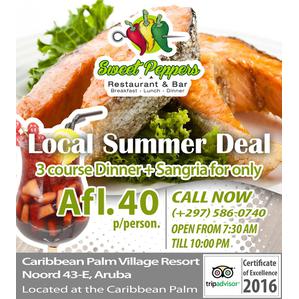 Sweet Peppers
Restaurant & Bar
Breakfast - Lunch - Dinner
Local Summer Deal
3 course Dinner + Sangria for only
Afl. 40
p/person.
CALL NOW
(+297) 586-0740
OPEN FROM 7:30 AM
TILL 10:00 PM
Caribbean Palm Village Resort
Noord 43-E, Aruba
Located at the Caribbean Palm
tripadvisor
Certificate
of Excellence
2016